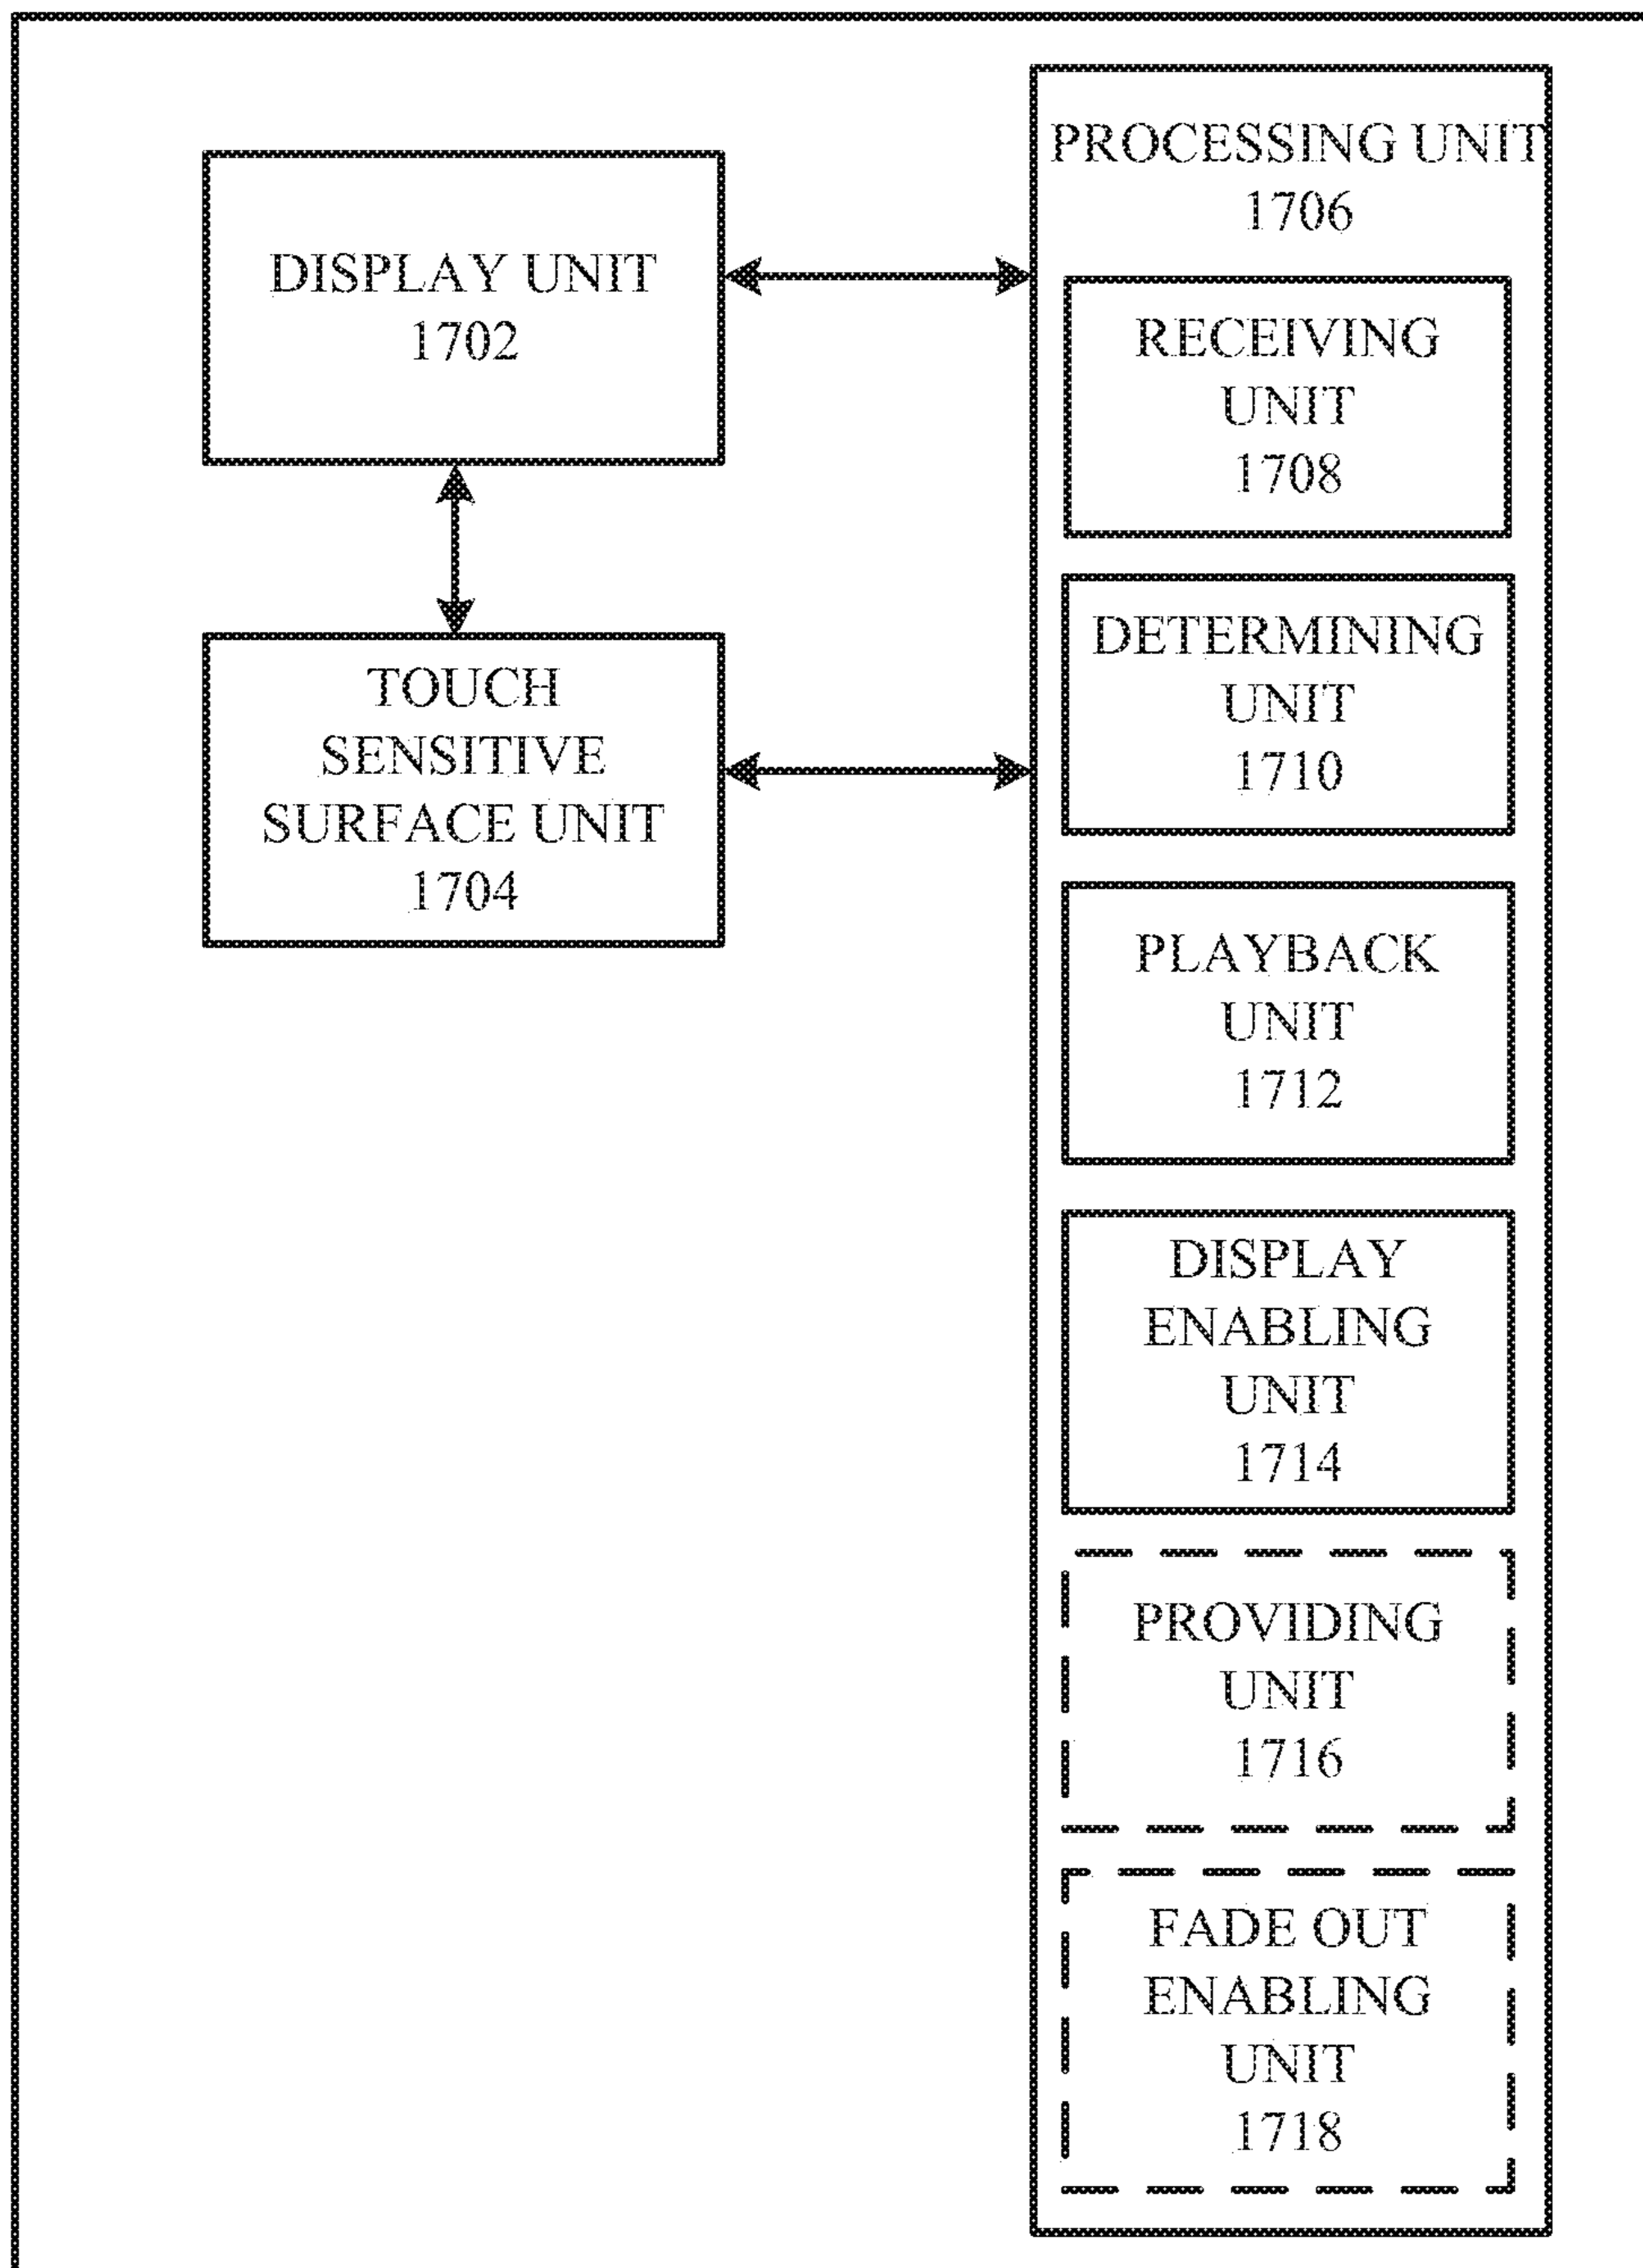 DISPLAY UNIT
1702
TOUCH
SENSITIVE
SURFACE UNIT
1704
PROCESSING UNIT
1706
RECEIVING
UNIT
1708
DETERMINING
UNIT
1710
PLAYBACK
UNIT
1712
DISPLAY
ENABLING
UNIT
1714
PROVIDING
UNIT
1716
FADE OUT
ENABLING
UNIT
1718